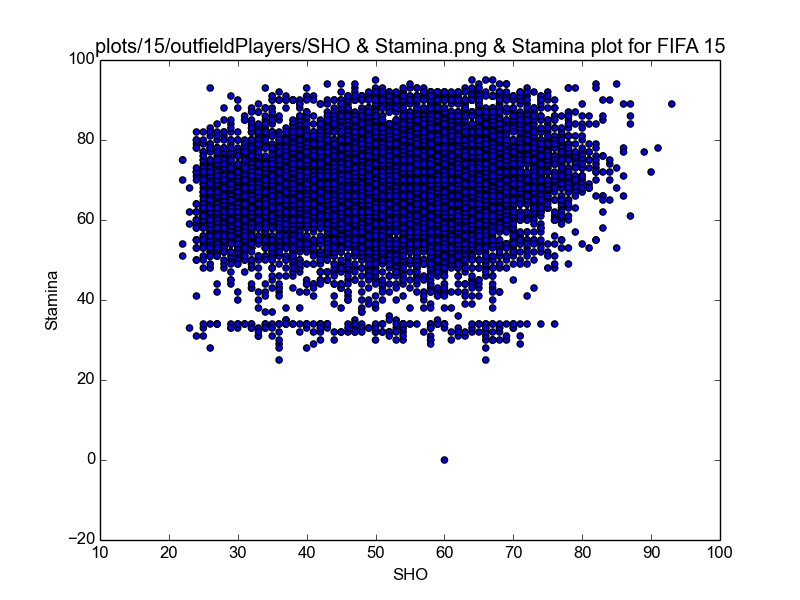 plots/15/outfieldPlayers/SHO & Stamina.png & Stamina plot for FIFA 15
100
80
60
40
20
0
−20
Stamina
10 20 30 40 50 60 70 80 90 100
SHO